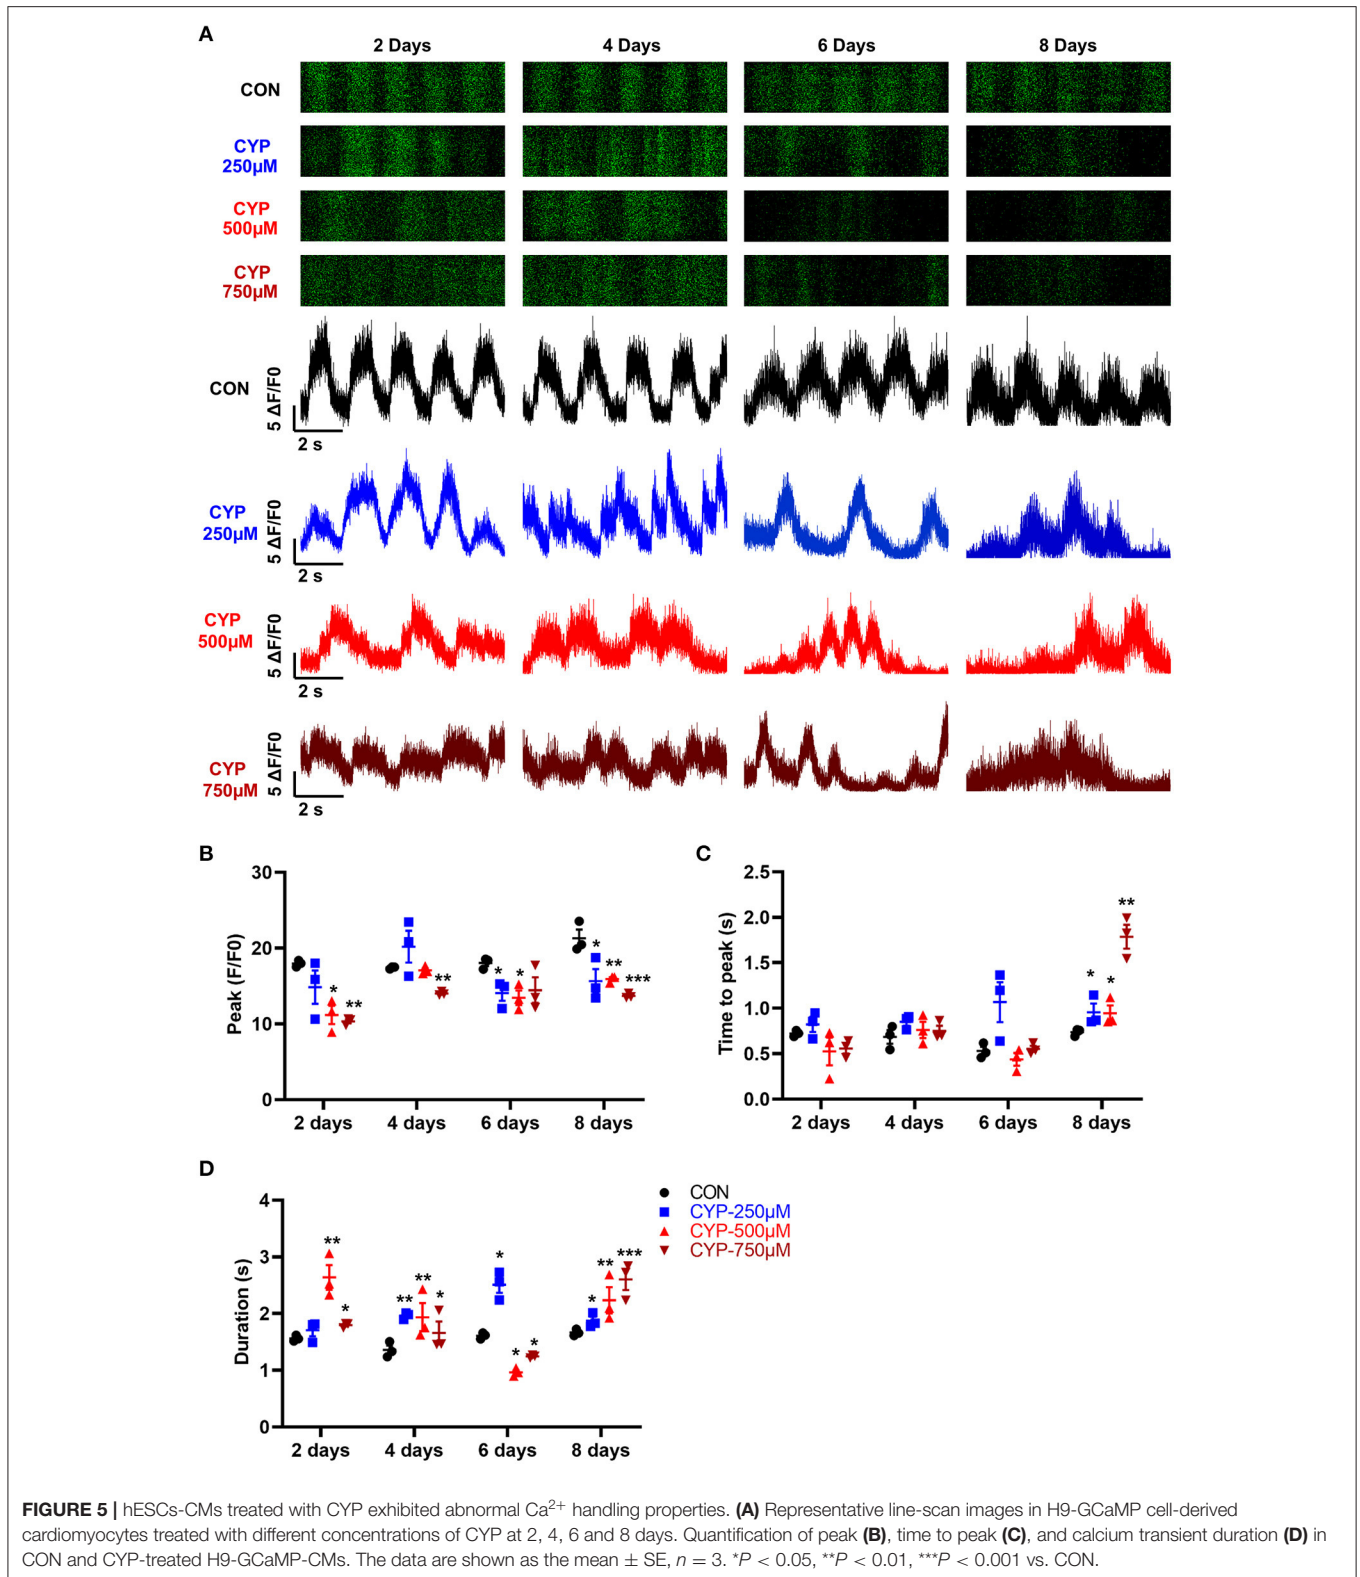 A
2 Days 4 Days 6 Days 8 Days
CON
CYP
250µM
CYP
500µM
CYP
750µM
CON
5 ΔF/F0
2 s
CYP
250µM
5 ΔF/F0
2 s
CYP
500µM
5 ΔF/F0
2 s
CYP
750µM
5 ΔF/F0
2 s
B
Peak (F/F0)
30
20
10
0
* ** ** * * * ** ***
2 days 4 days 6 days 8 days
C
Time to peak (s)
2.5
2.0
1.5
1.0
0.5
0.0
* * **
2 days 4 days 6 days 8 days
D
Duration (s)
4
3
2
1
0
** * ** ** * * * * * ** ***
2 days 4 days 6 days 8 days
CON
CYP-250µM
CYP-500µM
CYP-750µM
FIGURE 5 | hESCs-CMs treated with CYP exhibited abnormal Ca2+ handling properties. (A) Representative line-scan images in H9-GCaMP cell-derived
cardiomyocytes treated with different concentrations of CYP at 2, 4, 6 and 8 days. Quantification of peak (B), time to peak (C), and calcium transient duration (D) in
CON and CYP-treated H9-GCaMP-CMs. The data are shown as the mean ± SE, n = 3. *P < 0.05, **P < 0.01, ***P < 0.001 vs. CON.